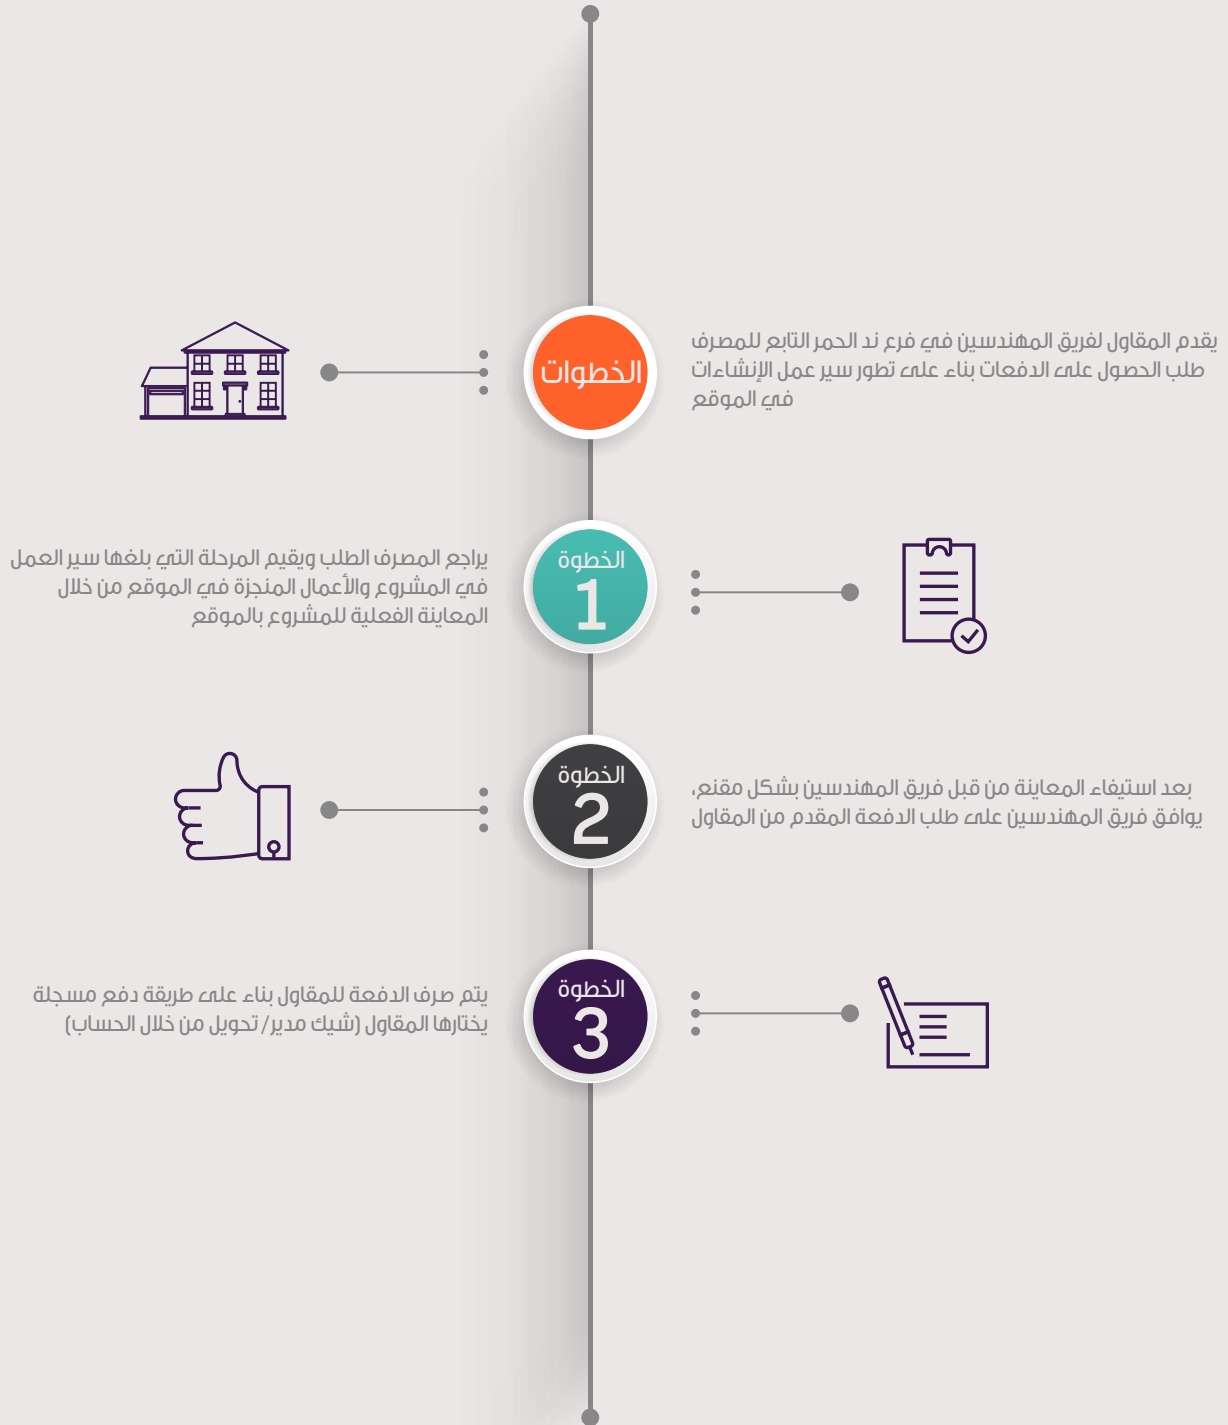 الخطوات
يقدم المقاول لفريق المهندسين في فرع ند الحمر التابع للمصرف
طلب الحصول على الدفعات بناء على تطور سير عمل الإنشاءات
في الموقع
الخطوة
1
يراجع المصرف الطلب ويقيم المرحلة التي بلغها سير العمل
في المشروع والأعمال المنجزة في الموقع من خلال
المعاينة الفعلية للمشروع بالموقع
الخطوة
2
بعد استيفاء المعاينة من قبل فريق المهندسين بشكل مقنع،
يوافق فريق المهندسين على طلب الدفعة المقدم من المقاول
الخطوة
3
يتم صرف الدفعة للمقاول بناء على طريقة دفع مسجلة
يختارها المقاول (شيك مدير/ تحويل من خلال الحساب)